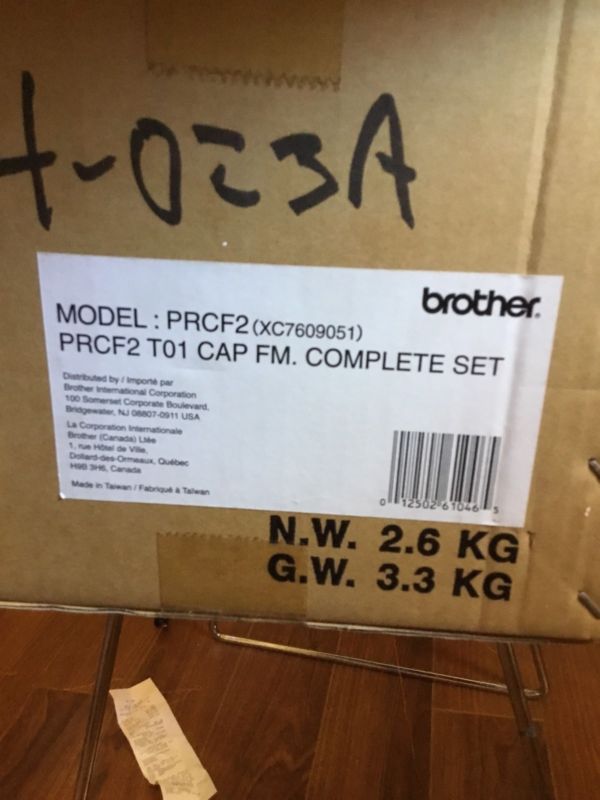 -023A
brother.
MODEL : PRCF2 (XC7609051)
PRCF2 T01 CAP FM. COMPLETE SET
Distributed by / Importé par
Brother International Corporation
100 Somerset Corporate Boulevard,
Bridgewater, NJ 08807-0911 USA
La Corporation Internationale
Brother (Canada) Ltée
1, rue Hôtel de Ville,
Dollard-des-Ormeaux, Québec
H9B 3H6, Canada
Made in Taiwan / Fabriqué à Taïwan
0 12502 61046 5
N.W. 2.6 KG
G.W. 3.3 KG